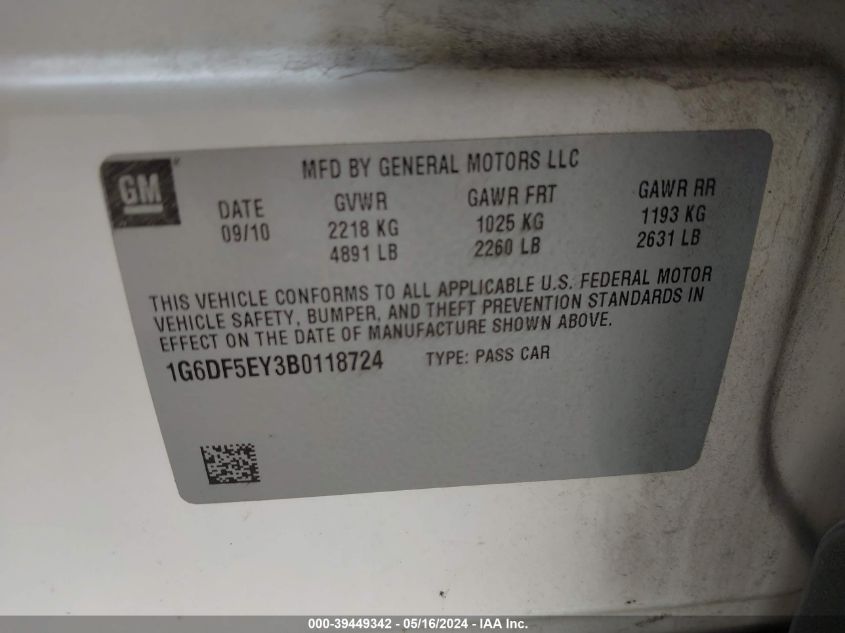 GM
MFD BY GENERAL MOTORS LLC
DATE GVWR GAWR FRT GAWR RR
09/10 2218 KG 1025 KG 1193 KG
4891 LB 2260 LB 2631 LB
THIS VEHICLE CONFORMS TO ALL APPLICABLE U.S. FEDERAL MOTOR
VEHICLE SAFETY, BUMPER, AND THEFT PREVENTION STANDARDS IN
EFFECT ON THE DATE OF MANUFACTURE SHOWN ABOVE.
1G6DF5EY3B0118724 TYPE: PASS CAR
000-39449342 - 05/16/2024 - IAA Inc.